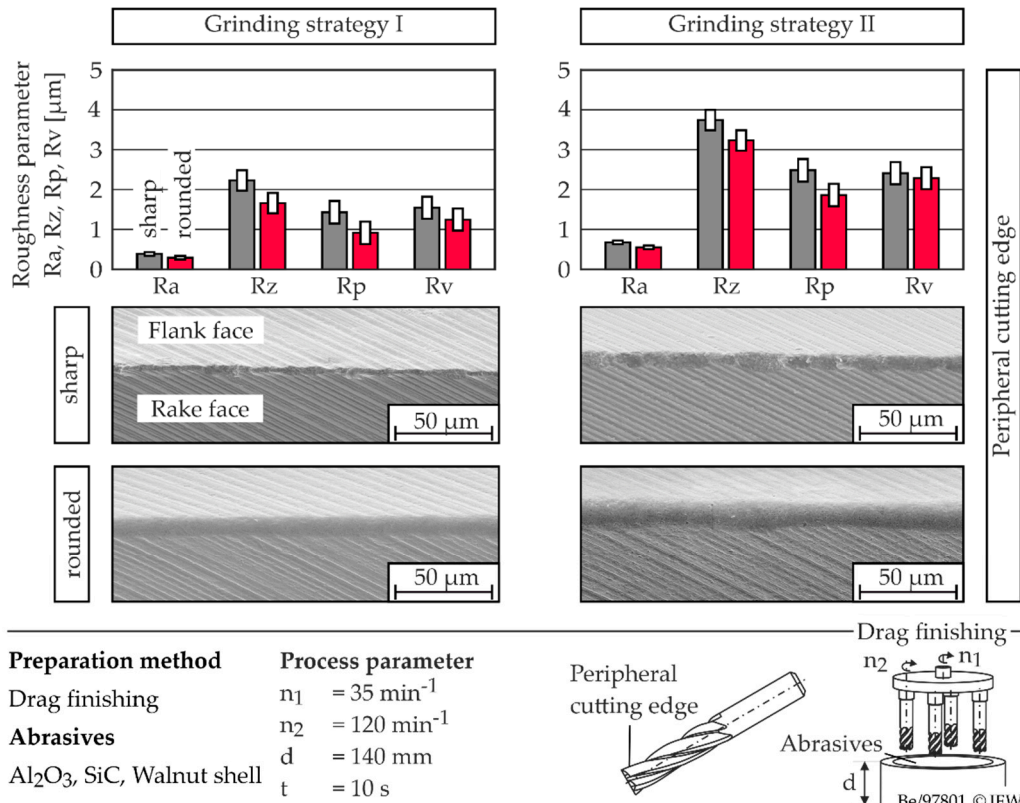 Grinding strategy I
Grinding strategy II
Roughness parameter
Ra, Rz, Rp, Rv [µm]
5
4
3
2
1
0
sharp
rounded
Ra
Rz
Rp
Rv
5
4
3
2
1
0
Ra
Rz
Rp
Rv
Peripheral cutting edge
sharp
Flank face
Rake face
50 µm
50 µm
rounded
50 µm
50 µm
Preparation method
Drag finishing
Abrasives
Al₂O₃, SiC, Walnut shell
Process parameter
n₁ = 35 min⁻¹
n₂ = 120 min⁻¹
d = 140 mm
t = 10 s
Peripheral
cutting edge
Drag finishing
n₂
n₁
Abrasives
d
Be/97801 © IFW